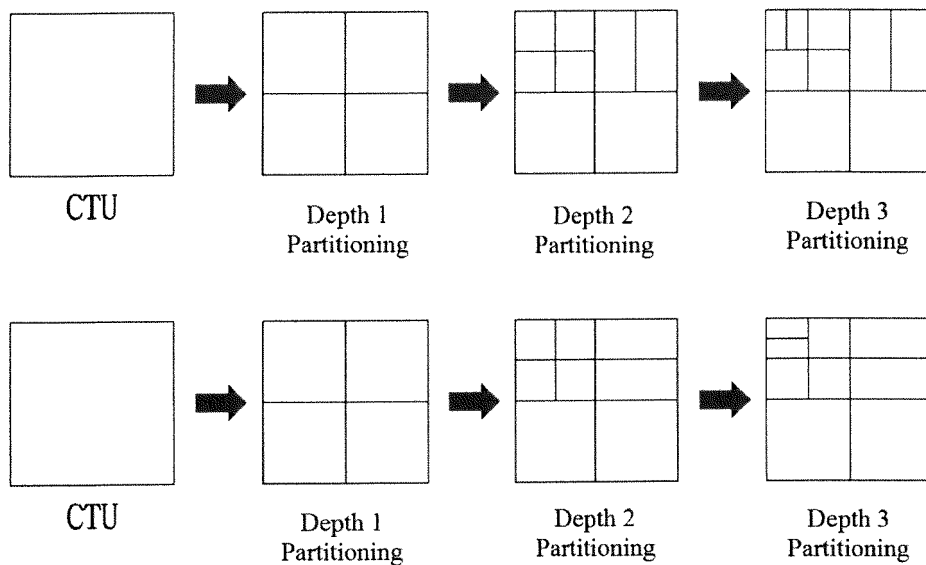 CTU
Depth 1
Partitioning
Depth 2
Partitioning
Depth 3
Partitioning
CTU
Depth 1
Partitioning
Depth 2
Partitioning
Depth 3
Partitioning